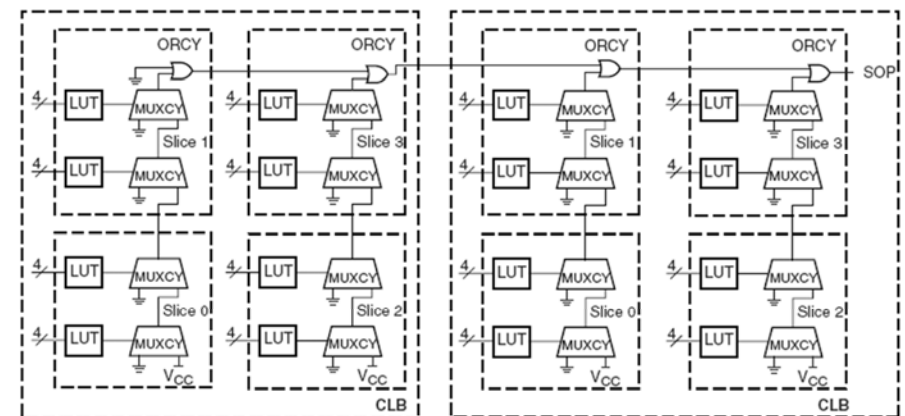 ORCY ORCY ORCY ORCY
SOP
4 LUT MUXCY 4 LUT MUXCY 4 LUT MUXCY 4 LUT MUXCY
Slice 1 Slice 3 Slice 1 Slice 3
4 LUT MUXCY 4 LUT MUXCY 4 LUT MUXCY 4 LUT MUXCY
4 LUT MUXCY 4 LUT MUXCY 4 LUT MUXCY 4 LUT MUXCY
Slice 0 Slice 2 Slice 0 Slice 2
4 LUT MUXCY 4 LUT MUXCY 4 LUT MUXCY 4 LUT MUXCY
VCC VCC VCC VCC
CLB CLB